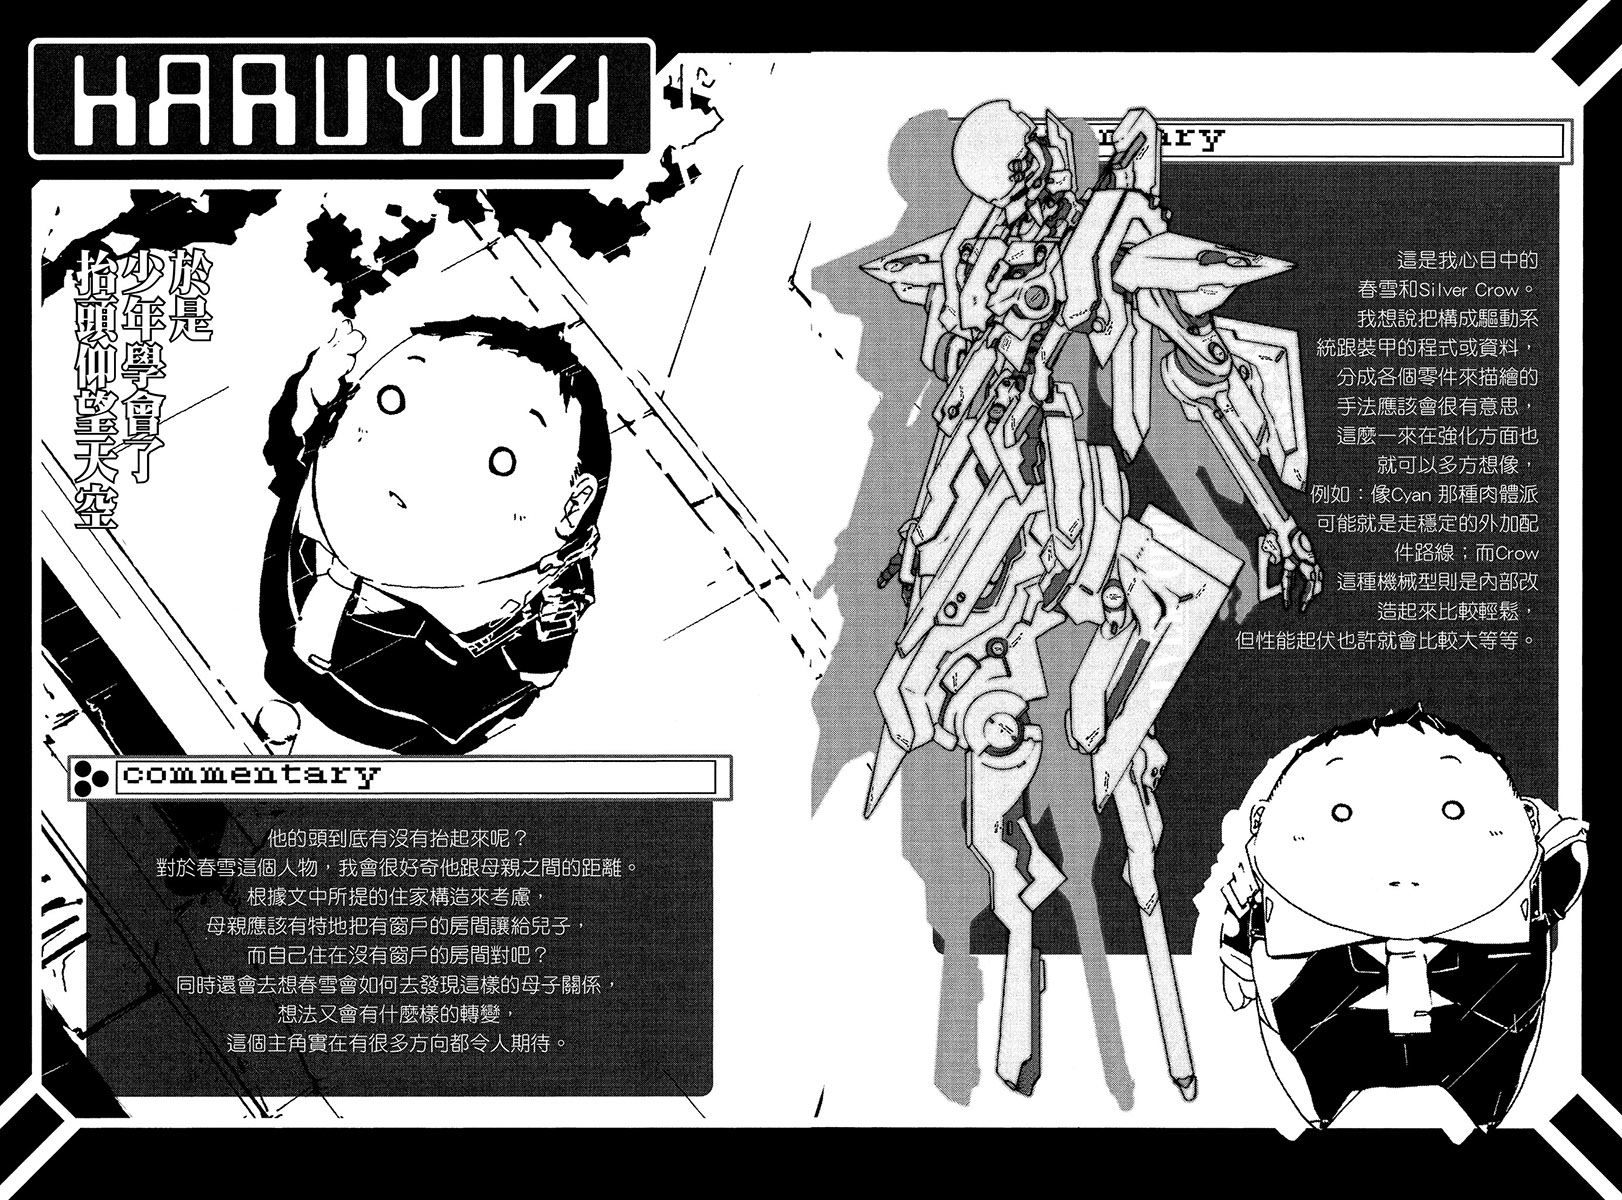 HARUYUKI
於是
少年學會了
抬頭仰望天空
commentary
他的頭到底有沒有抬起來呢？
對於春雪這個人物，我會很好奇他跟母親之間的距離。
根據文中所提的住家構造來考慮，
母親應該有特地把有窗戶的房間讓給兒子，
而自己住在沒有窗戶的房間對吧？
同時還會去想春雪會如何去發現這樣的母子關係，
想法又會有什麼樣的轉變，
這個主角實在有很多方向都令人期待。
ntary
這是我心目中的
春雪和Silver Crow。
我想說把構成驅動系
統跟裝甲的程式或資料，
分成各個零件來描繪的
手法應該會很有意思，
這麼一來在強化方面也
就可以多方想像，
例如：像Cyan 那種肉體派
可能就是走穩定的外加配
件路線；而Crow
這種機械型則是內部改
造起來比較輕鬆，
但性能起伏也許就會比較大等等。